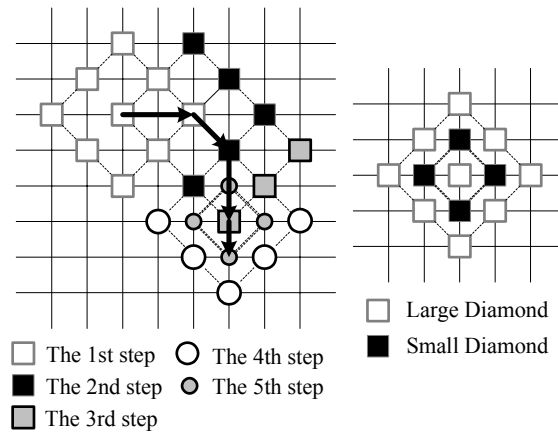 Large Diamond
Small Diamond
The 1st step
The 4th step
The 2nd step
The 5th step
The 3rd step